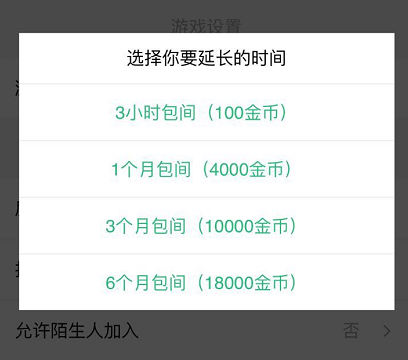 游戏设置
选择你要延长的时间
3小时包间（100金币）
1个月包间（4000金币）
3个月包间（10000金币）
6个月包间（18000金币）
允许陌生人加入 否